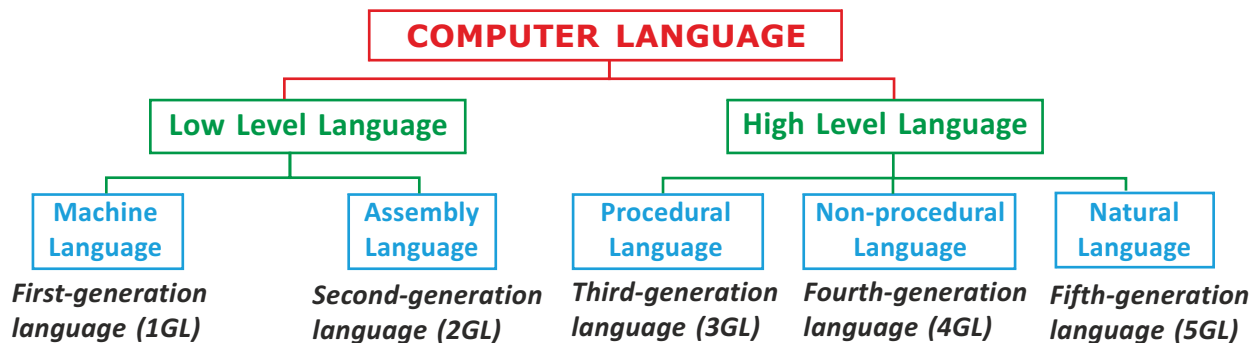 COMPUTER LANGUAGE
Low Level Language
High Level Language
Machine
Language
Assembly
Language
Procedural
Language
Non-procedural
Language
Natural
Language
First-generation
language (1GL)
Second-generation
language (2GL)
Third-generation
language (3GL)
Fourth-generation
language (4GL)
Fifth-generation
language (5GL)